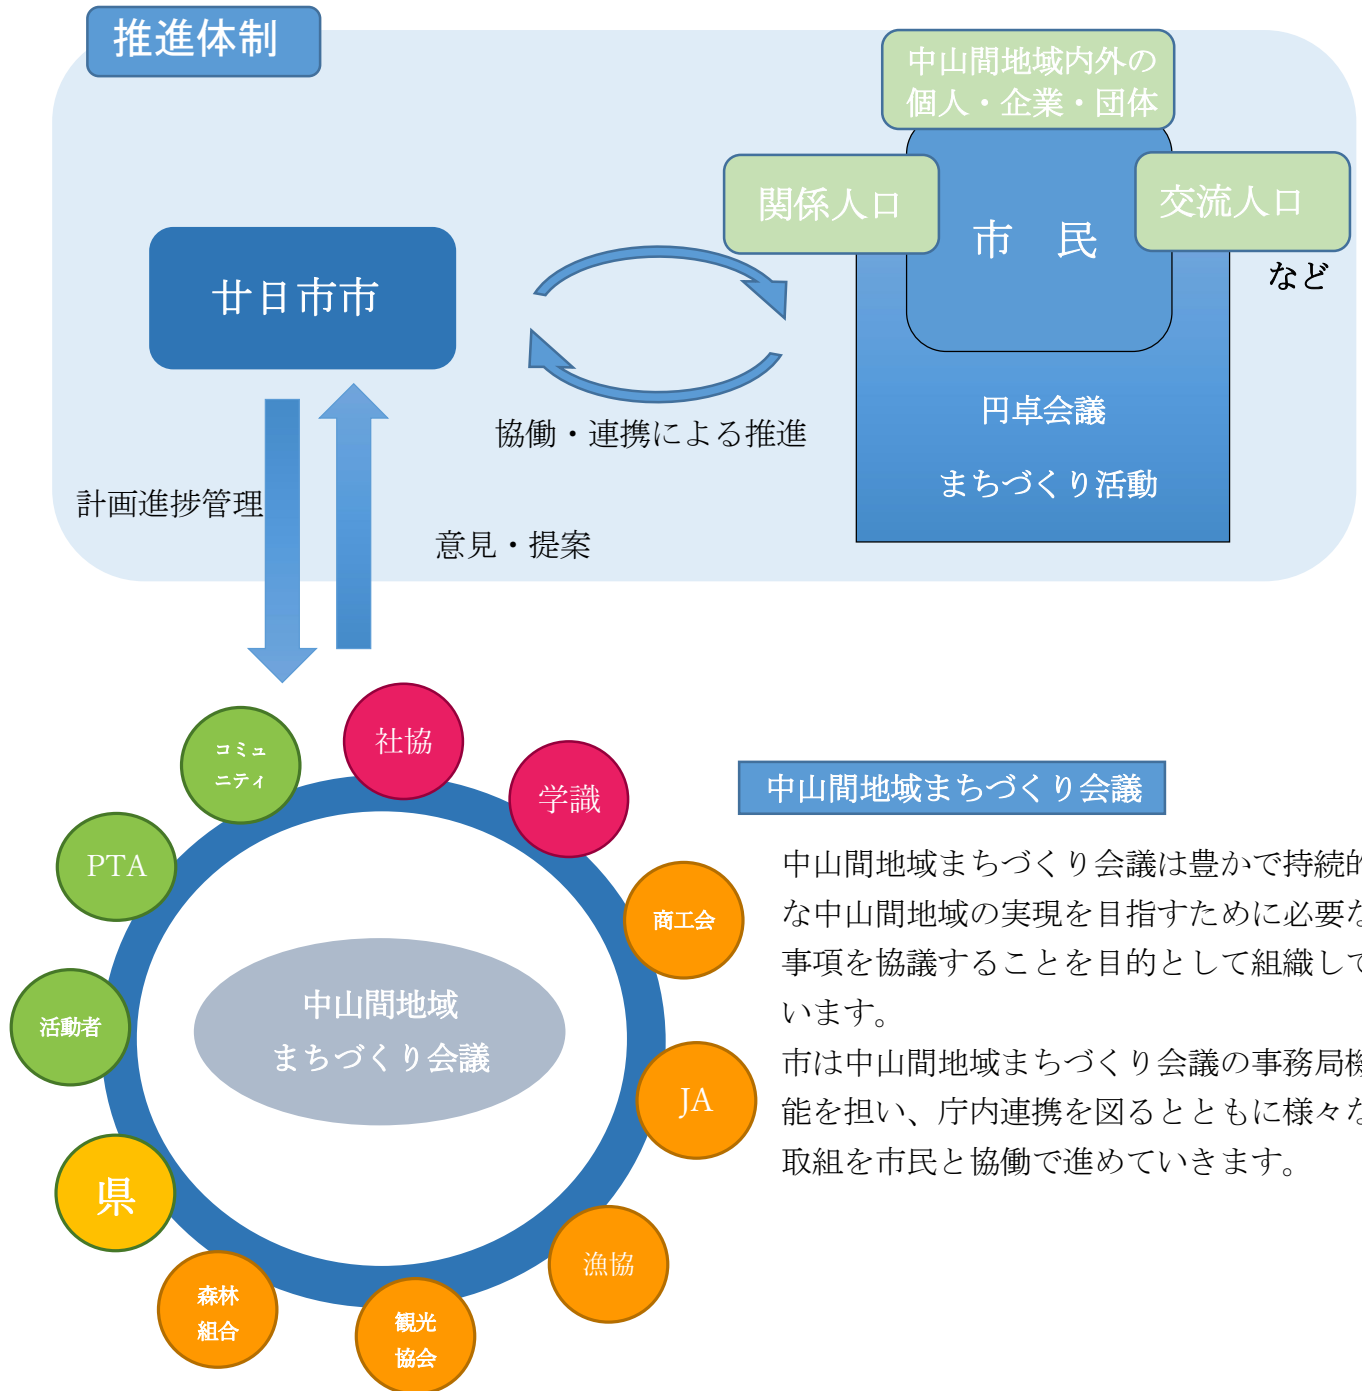 推進体制
中山間地域内外の
個人・企業・団体
関係人口
交流人口
市　民
など
廿日市市
円卓会議
まちづくり活動
協働・連携による推進
計画進捗管理
意見・提案
社協
コミュ
ニティ
学識
PTA
商工会
活動者
JA
県
漁協
森林
組合
観光
協会
中山間地域
まちづくり会議
中山間地域まちづくり会議
中山間地域まちづくり会議は豊かで持続的
な中山間地域の実現を目指すために必要な
事項を協議することを目的として組織して
います。
市は中山間地域まちづくり会議の事務局機
能を担い、庁内連携を図るとともに様々な
取組を市民と協働で進めていきます。